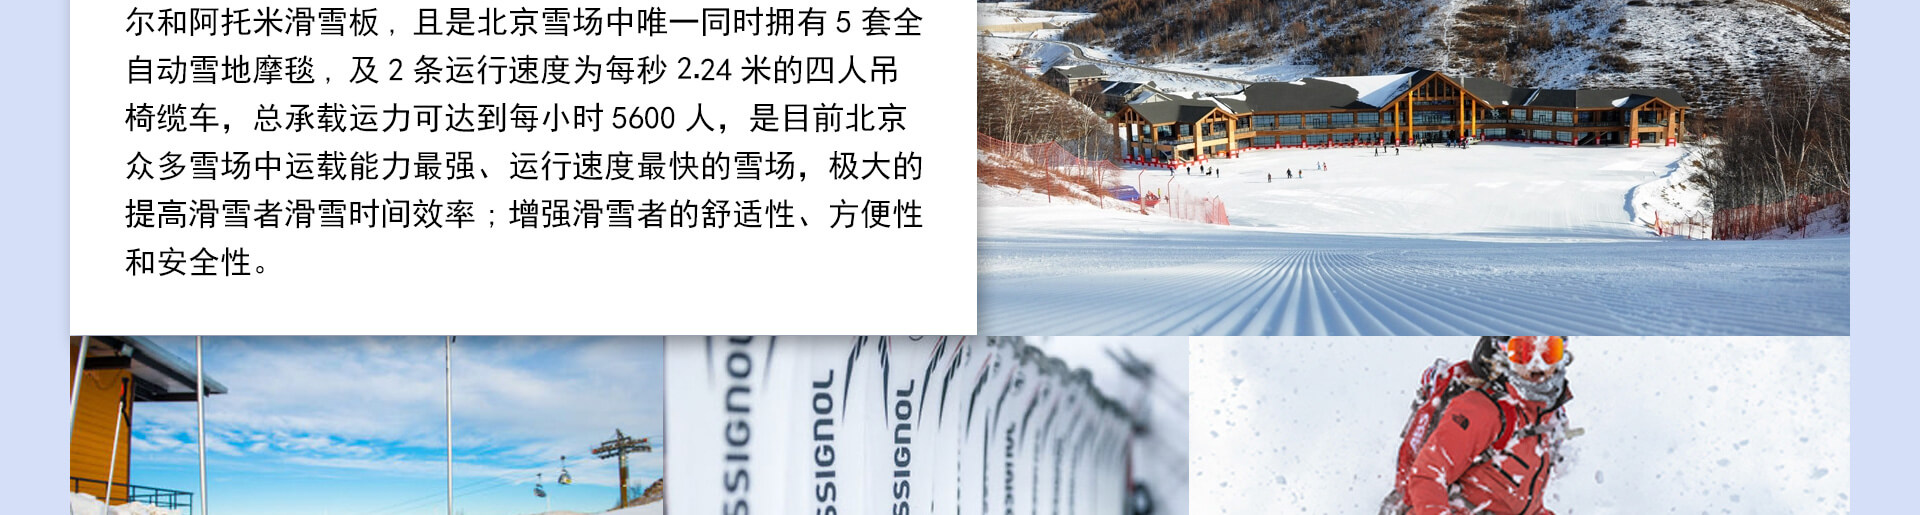 尔和阿托米滑雪板，且是北京雪场中唯一同时拥有 5 套全
自动雪地摩毯，及 2 条运行速度为每秒 2.24 米的四人吊
椅缆车，总承载运力可达到每小时 5600 人，是目前北京
众多雪场中运载能力最强、运行速度最快的雪场，极大的
提高滑雪者滑雪时间效率；增强滑雪者的舒适性、方便性
和安全性。
SSIGNOL
SSIGNOL
SSIGNOL